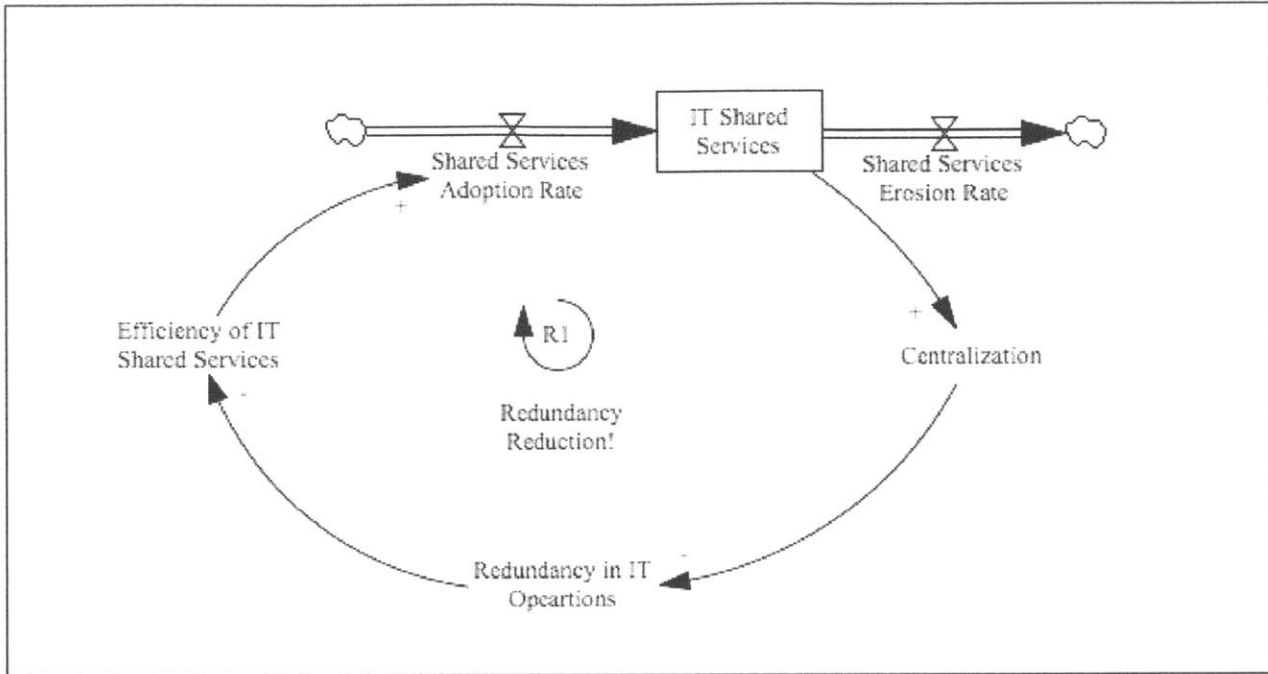 IT Shared
Services
Shared Services
Adoption Rate
Shared Services
Erosion Rate
+
+
Efficiency of IT
Shared Services
R1
Centralization
-
Redundancy
Reduction!
-
Redundancy in IT
Opeartions